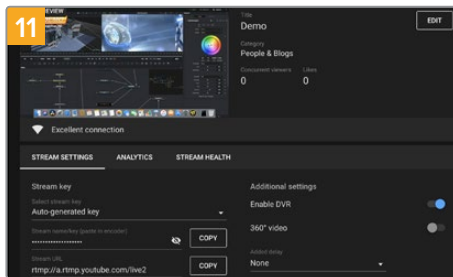 11
PREVIEW
Title
Demo
EDIT
Category
People & Blogs
Concurrent viewers Likes
0 0
Excellent connection
STREAM SETTINGS ANALYTICS STREAM HEALTH
Stream key
Additional settings
Select stream key
Auto-generated key
Enable DVR
360° video
Stream name/key (paste in encoder)
COPY
Added delay
None
Stream URL
rtmp://a.rtmp.youtube.com/live2
COPY